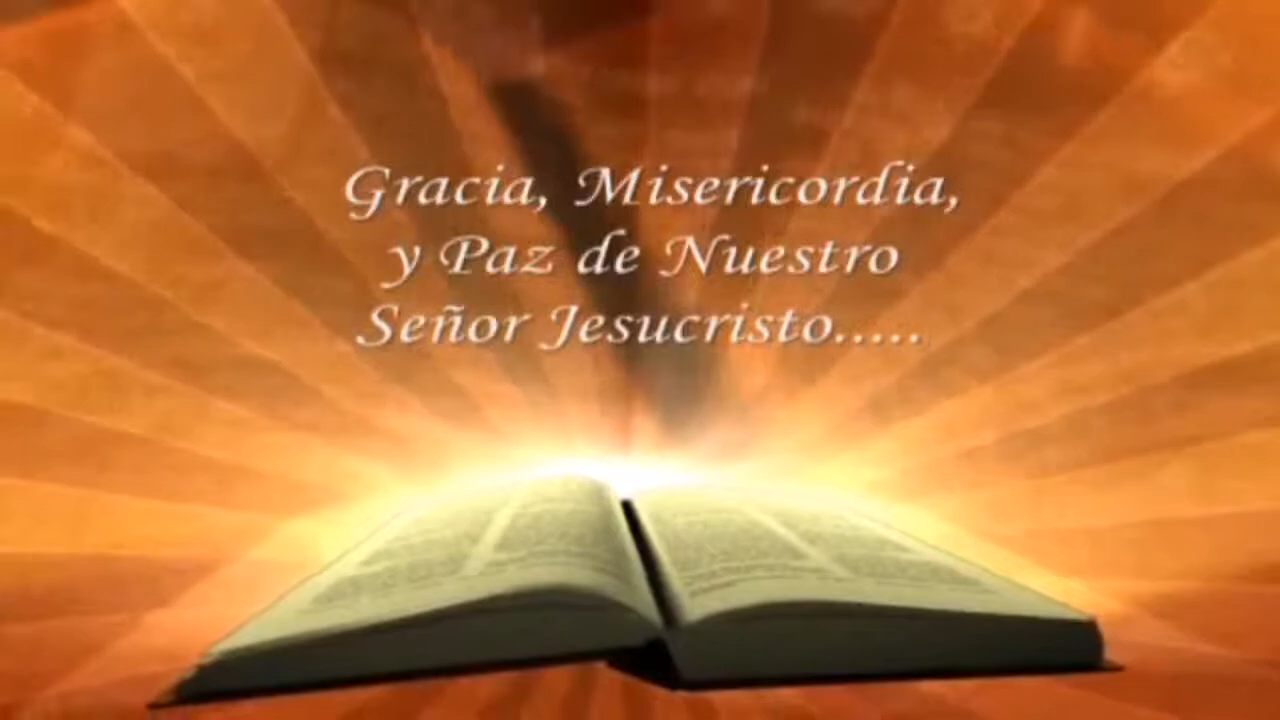 Gracia, Misericordia,
y Paz de Nuestro
Señor Jesucristo.....